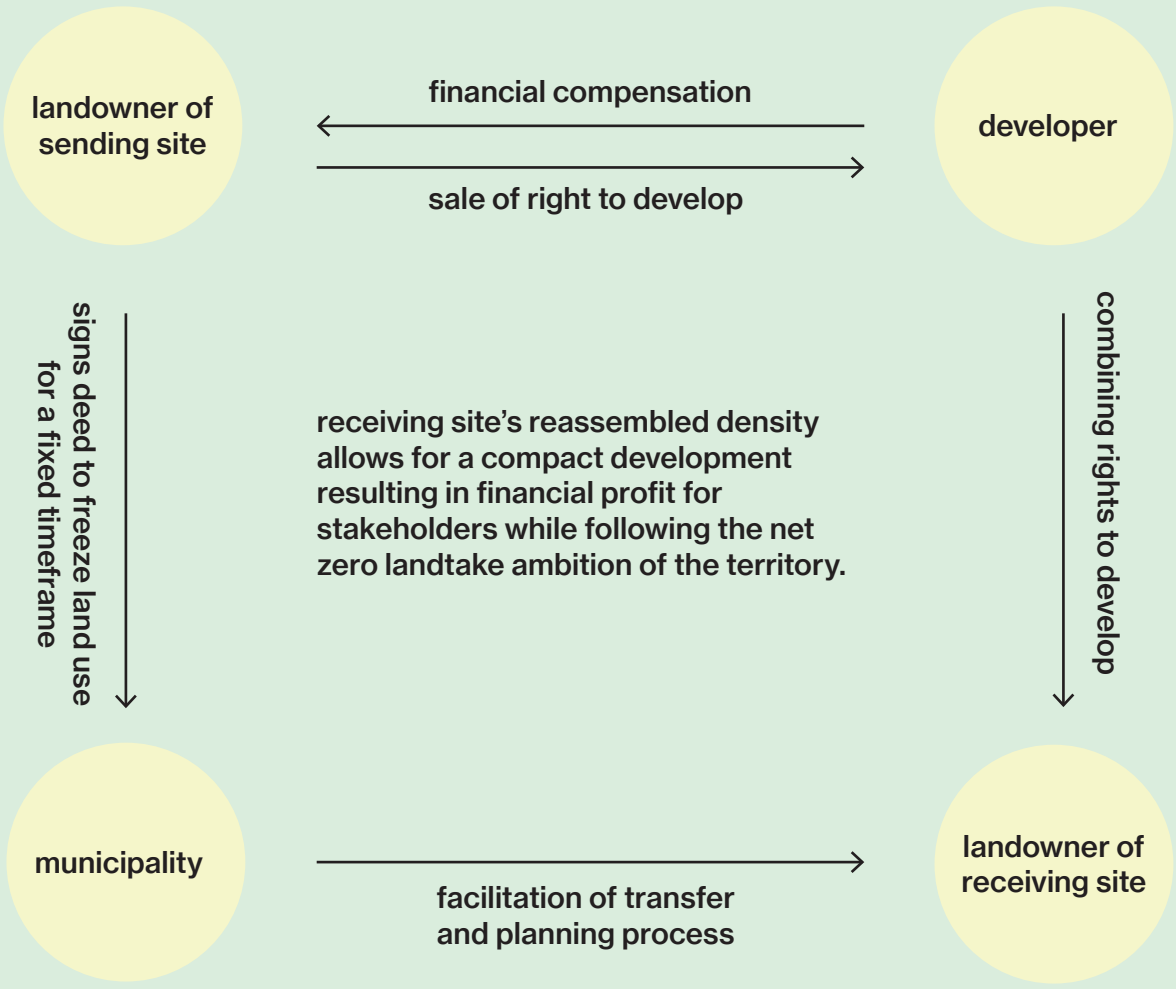 landowner of
sending site
financial compensation
sale of right to develop
developer
signs deed to freeze land use
for a fixed timeframe
receiving site’s reassembled density
allows for a compact development
resulting in financial profit for
stakeholders while following the net
zero landtake ambition of the territory.
combining rights to develop
municipality
facilitation of transfer
and planning process
landowner of
receiving site